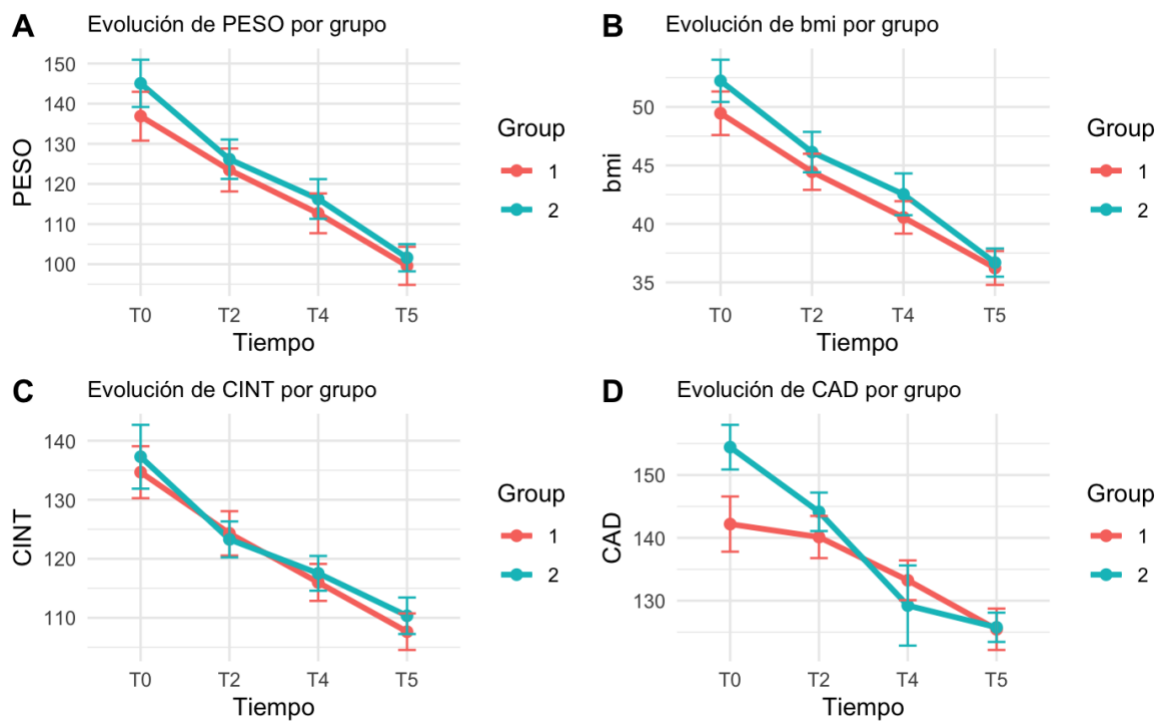 A Evolución de PESO por grupo
150
140
130
120
110
100
PESO
T0 T2 T4 T5
Tiempo
Group
1
2
B Evolución de bmi por grupo
50
45
40
35
bmi
T0 T2 T4 T5
Tiempo
Group
1
2
C Evolución de CINT por grupo
140
130
120
110
CINT
T0 T2 T4 T5
Tiempo
Group
1
2
D Evolución de CAD por grupo
150
140
130
CAD
T0 T2 T4 T5
Tiempo
Group
1
2